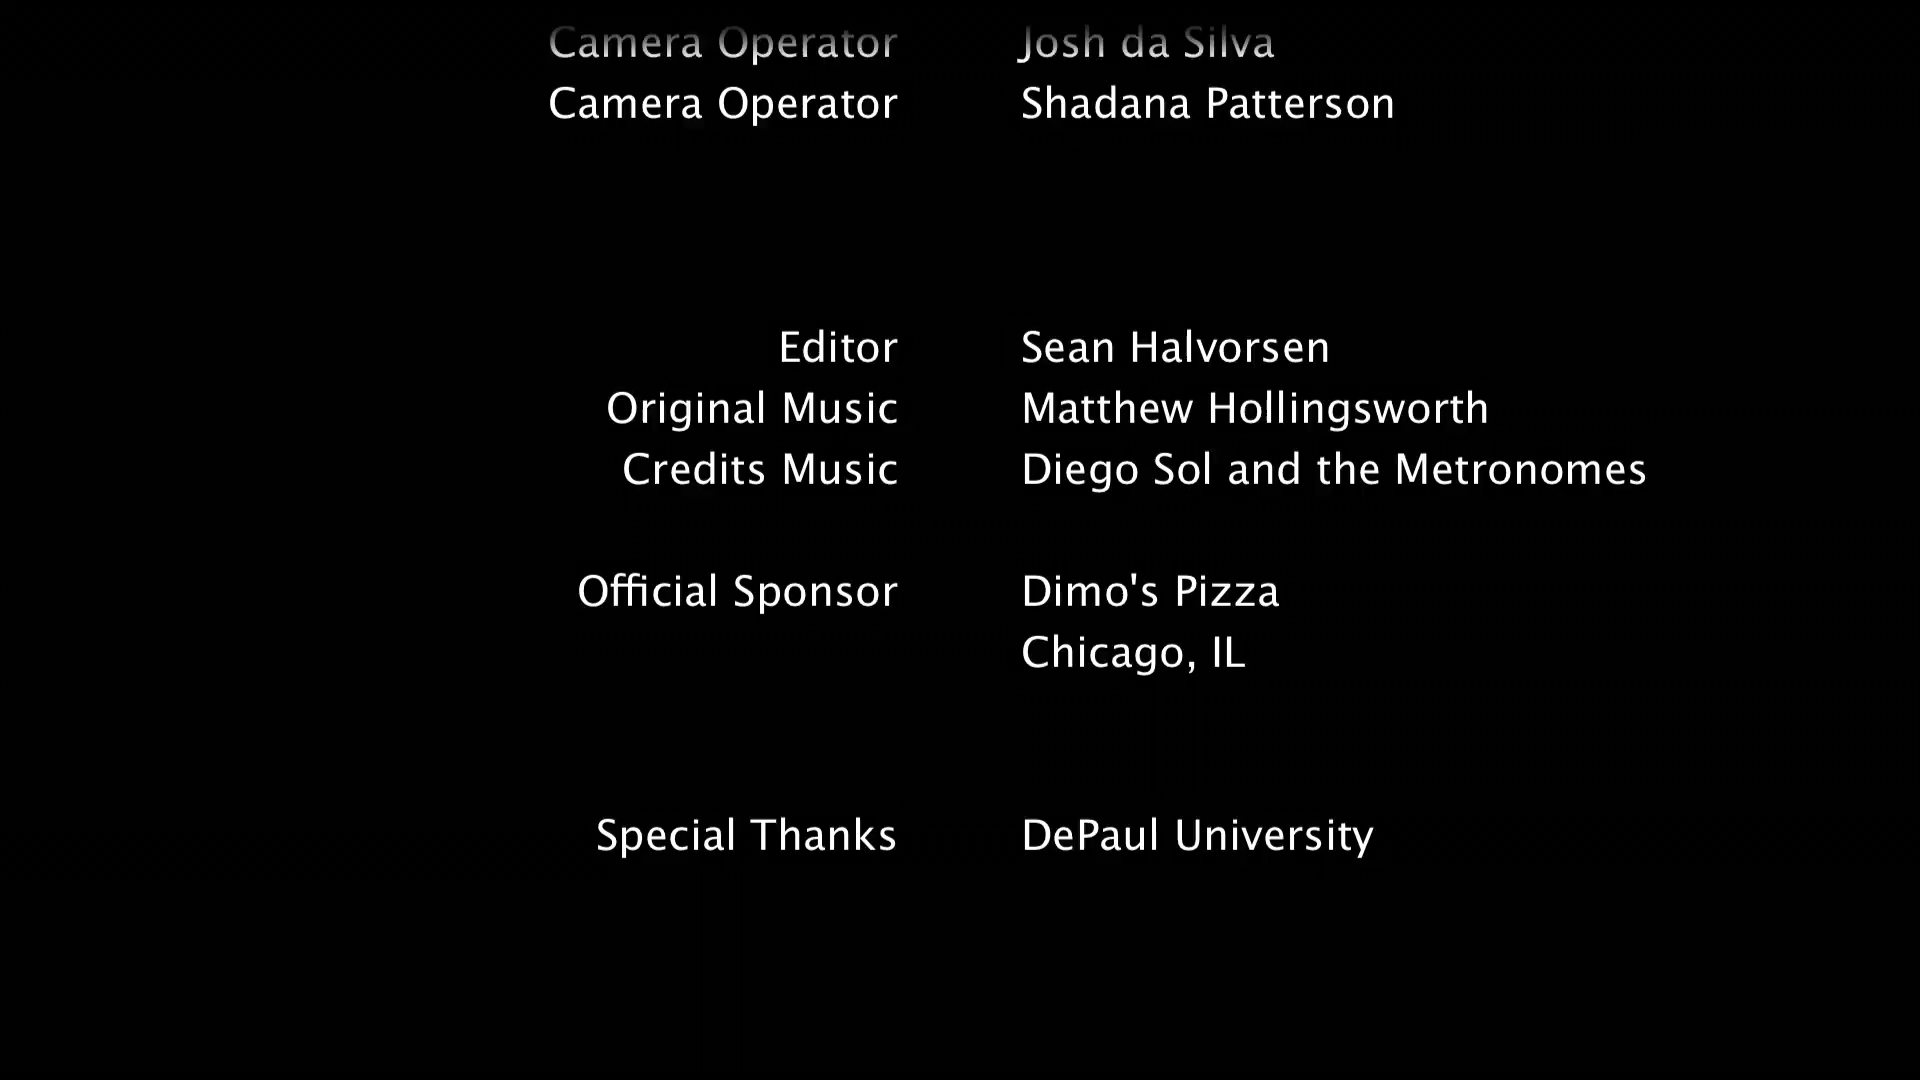 Camera Operator Josh da Silva
Camera Operator Shadana Patterson
Editor Sean Halvorsen
Original Music Matthew Hollingsworth
Credits Music Diego Sol and the Metronomes
Official Sponsor Dimo's Pizza
Chicago, IL
Special Thanks DePaul University